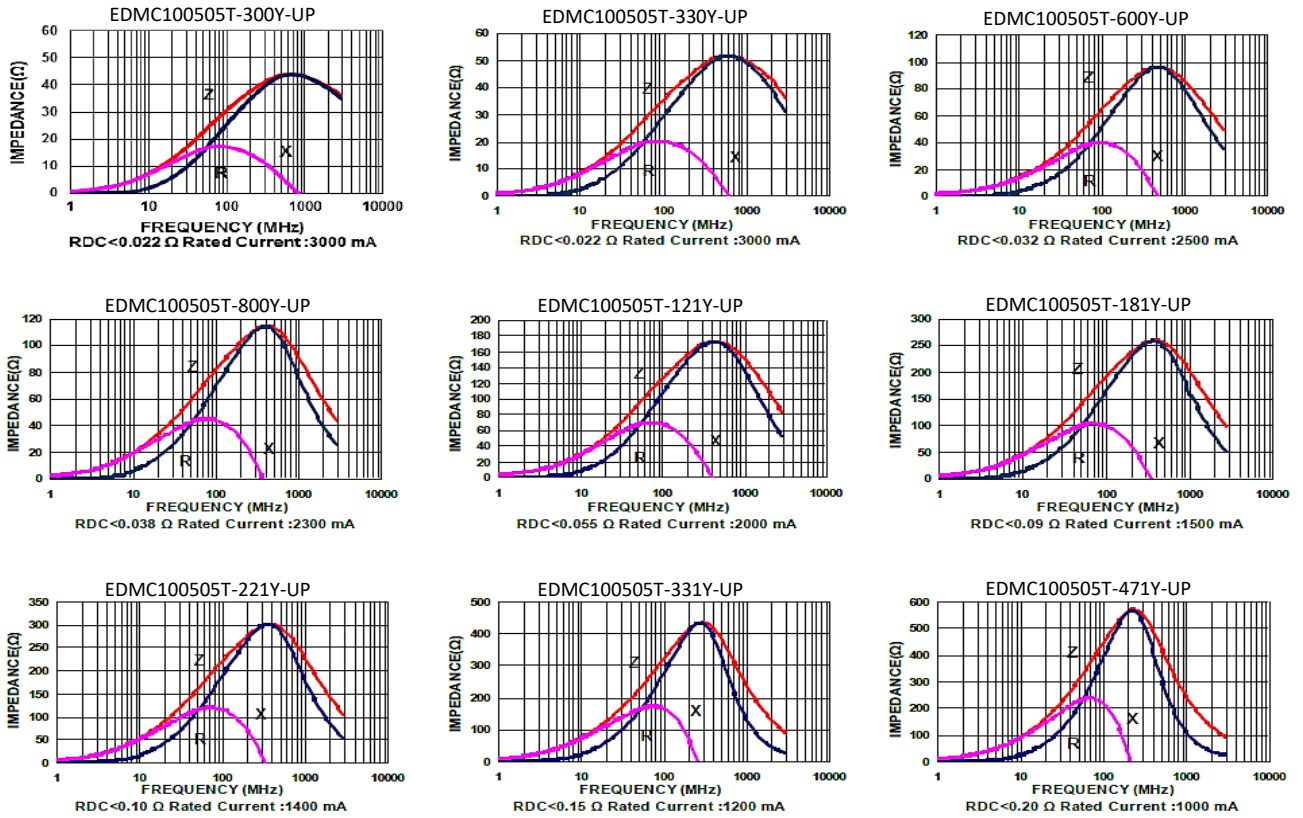 EDMC100505T-300Y-UP
IMPEDANCE(Ω)
60
50
40
30
20
10
0
Z
R
X
1 10 100 1000 10000
FREQUENCY (MHz)
RDC<0.022 Ω Rated Current :3000 mA
EDMC100505T-330Y-UP
IMPEDANCE(Ω)
60
50
40
30
20
10
0
Z
R
X
1 10 100 1000 10000
FREQUENCY (MHz)
RDC<0.022 Ω Rated Current :3000 mA
EDMC100505T-600Y-UP
IMPEDANCE(Ω)
120
100
80
60
40
20
0
Z
R
X
1 10 100 1000 10000
FREQUENCY (MHz)
RDC<0.032 Ω Rated Current :2500 mA
EDMC100505T-800Y-UP
IMPEDANCE(Ω)
120
100
80
60
40
20
0
Z
R
X
1 10 100 1000 10000
FREQUENCY (MHz)
RDC<0.038 Ω Rated Current :2300 mA
EDMC100505T-121Y-UP
IMPEDANCE(Ω)
200
180
160
140
120
100
80
60
40
20
0
Z
R
X
1 10 100 1000 10000
FREQUENCY (MHz)
RDC<0.055 Ω Rated Current :2000 mA
EDMC100505T-181Y-UP
IMPEDANCE(Ω)
300
250
200
150
100
50
0
Z
R
X
1 10 100 1000 10000
FREQUENCY (MHz)
RDC<0.09 Ω Rated Current :1500 mA
EDMC100505T-221Y-UP
IMPEDANCE(Ω)
350
300
250
200
150
100
50
0
Z
R
X
1 10 100 1000 10000
FREQUENCY (MHz)
RDC<0.10 Ω Rated Current :1400 mA
EDMC100505T-331Y-UP
IMPEDANCE(Ω)
500
400
300
200
100
0
Z
R
X
1 10 100 1000 10000
FREQUENCY (MHz)
RDC<0.15 Ω Rated Current :1200 mA
EDMC100505T-471Y-UP
IMPEDANCE(Ω)
600
500
400
300
200
100
0
Z
R
X
1 10 100 1000 10000
FREQUENCY (MHz)
RDC<0.20 Ω Rated Current :1000 mA